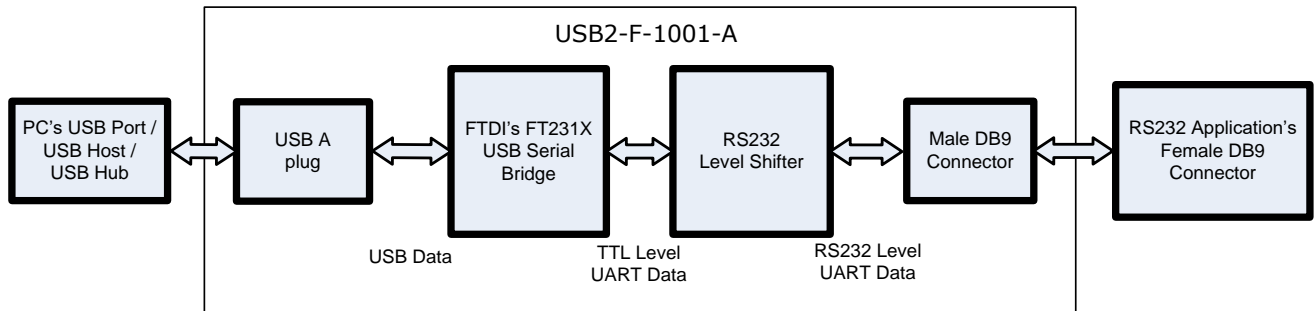 USB2-F-1001-A
PC's USB Port /
USB Host /
USB Hub
USB A
plug
FTDI's FT231X
USB Serial
Bridge
RS232
Level Shifter
Male DB9
Connector
RS232 Application's
Female DB9
Connector
USB Data
TTL Level
UART Data
RS232 Level
UART Data